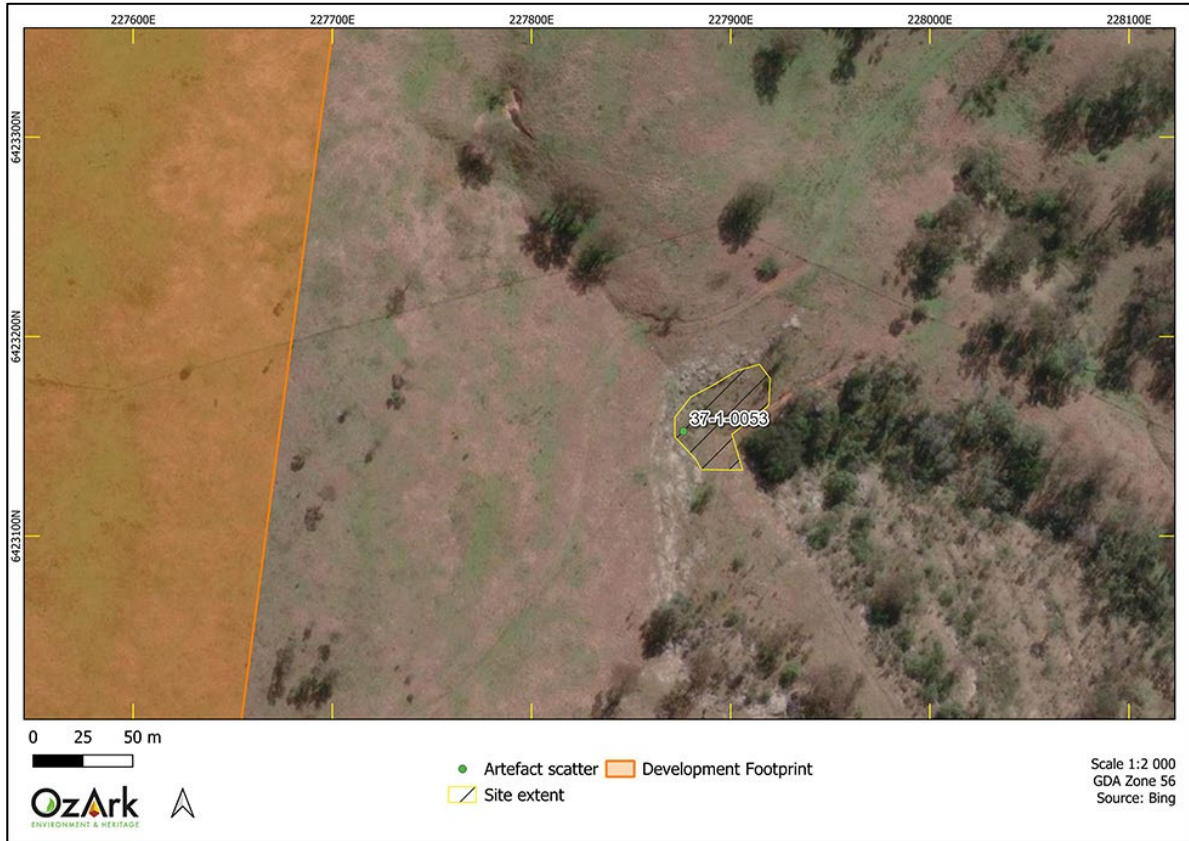 227600E 227700E 227800E 227900E 228000E 228100E
6423300N
6423200N
6423100N
37-1-0053
0 25 50 m
Artefact scatter Development Footprint
Site extent
Scale 1:2 000
GDA Zone 56
Source: Bing
OzArk
ENVIRONMENT & HERITAGE